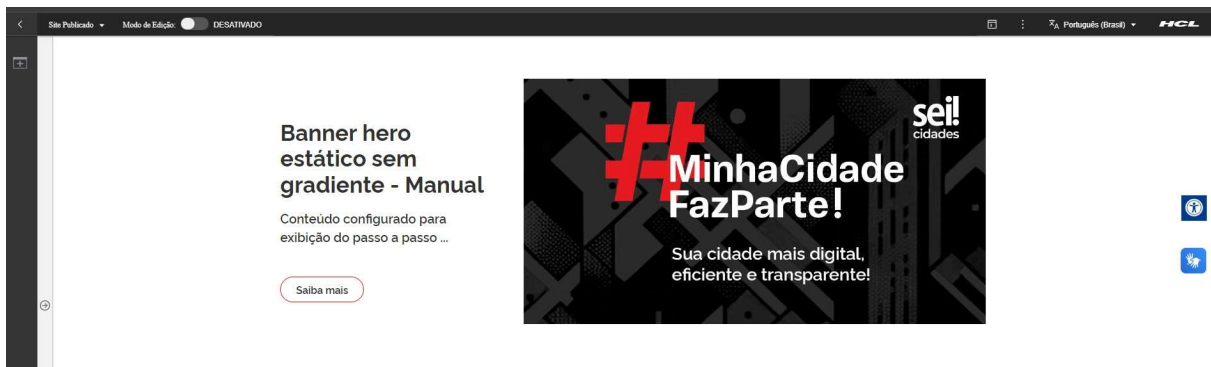 Site Publicado Modo de Edição: DESATIVADO Português (Brasil) HCL
Banner hero
estático sem
gradiente - Manual
Conteúdo configurado para
exibição do passo a passo ...
Saiba mais
sei!
cidades
#MinhaCidade
FazParte!
Sua cidade mais digital,
eficiente e transparente!